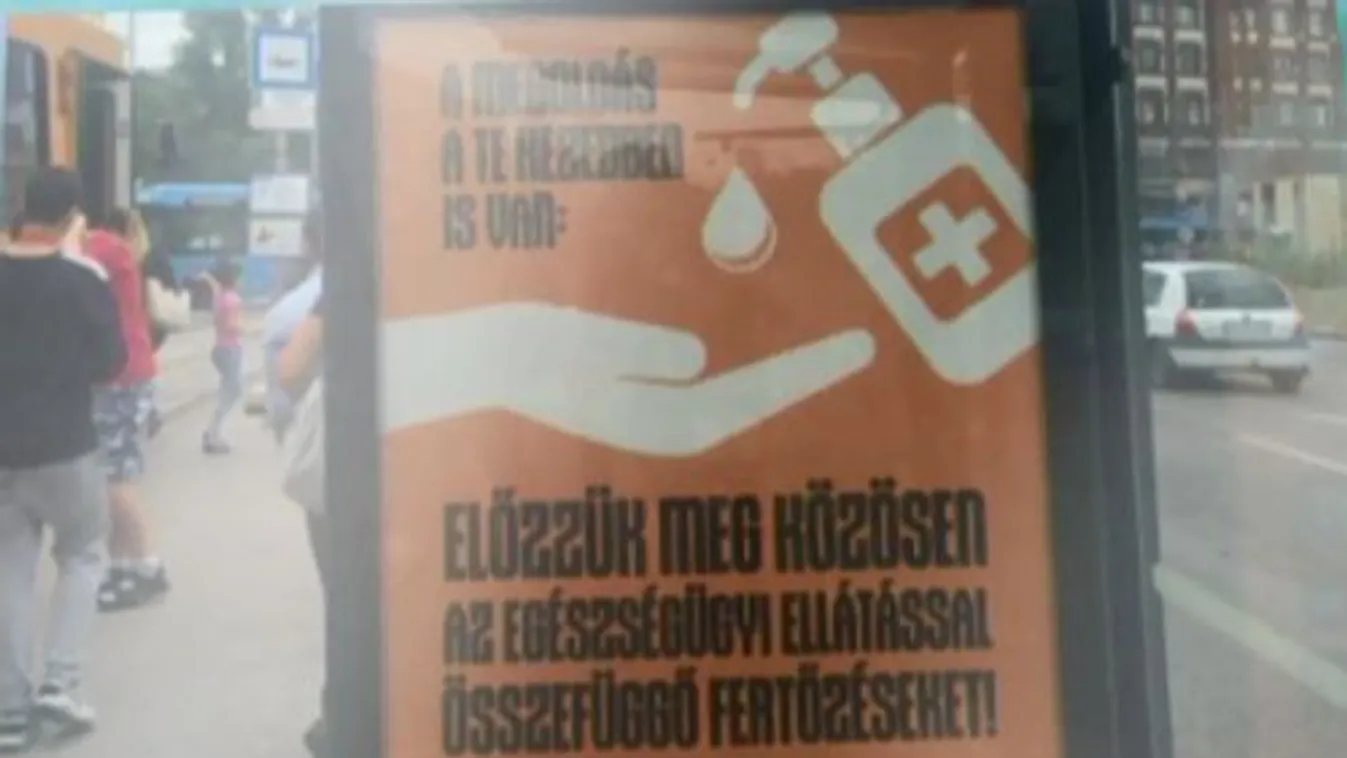 A MEGOLDÁS
A TE KEZEDBEN
IS VAN:
ELŐZZÜK MEG KÖZÖSEN
AZ EGÉSZSÉGÜGYI ELLÁTÁSSAL
ÖSSZEFÜGGŐ FERTŐZÉSEKET!